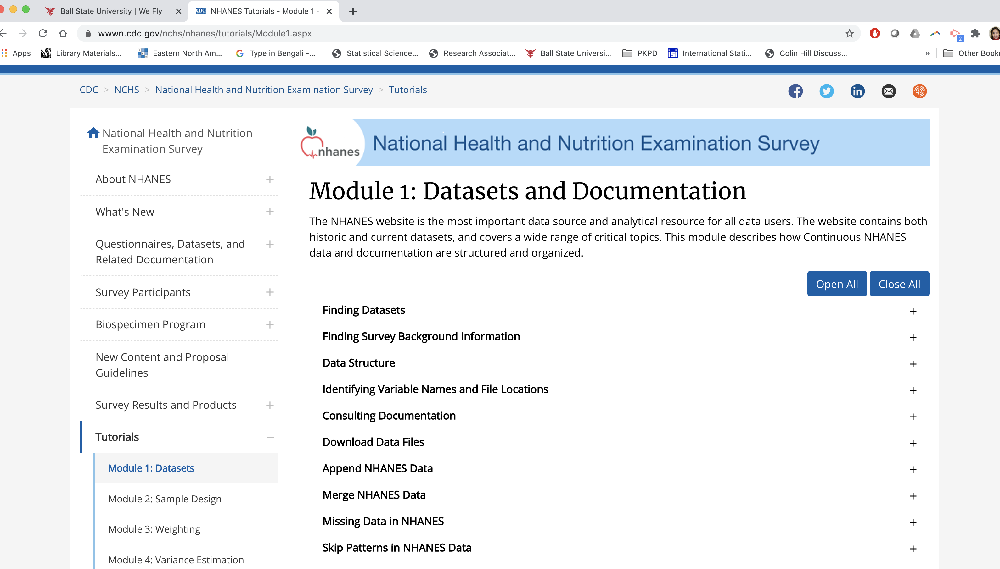 Ball State University | We Fly
NHANES Tutorials - Module 1 -
wwwn.cdc.gov/nchs/nhanes/tutorials/Module1.aspx
2
Apps
Library Materials...
Eastern North Am...
Type in Bengali -...
Statistical Science...
Research Associat...
Ball State Universi...
PKPD
International Stati...
Colin Hill Discuss...
»
Other Book
CDC > NCHS > National Health and Nutrition Examination Survey > Tutorials
National Health and Nutrition
Examination Survey
About NHANES
What's New
Questionnaires, Datasets, and
Related Documentation
Survey Participants
Biospecimen Program
New Content and Proposal
Guidelines
Survey Results and Products
Tutorials
Module 1: Datasets
Module 2: Sample Design
Module 3: Weighting
Module 4: Variance Estimation
nhanes
National Health and Nutrition Examination Survey
Module 1: Datasets and Documentation
The NHANES website is the most important data source and analytical resource for all data users. The website contains both
historic and current datasets, and covers a wide range of critical topics. This module describes how Continuous NHANES
data and documentation are structured and organized.
Open All
Close All
Finding Datasets
Finding Survey Background Information
Data Structure
Identifying Variable Names and File Locations
Consulting Documentation
Download Data Files
Append NHANES Data
Merge NHANES Data
Missing Data in NHANES
Skip Patterns in NHANES Data